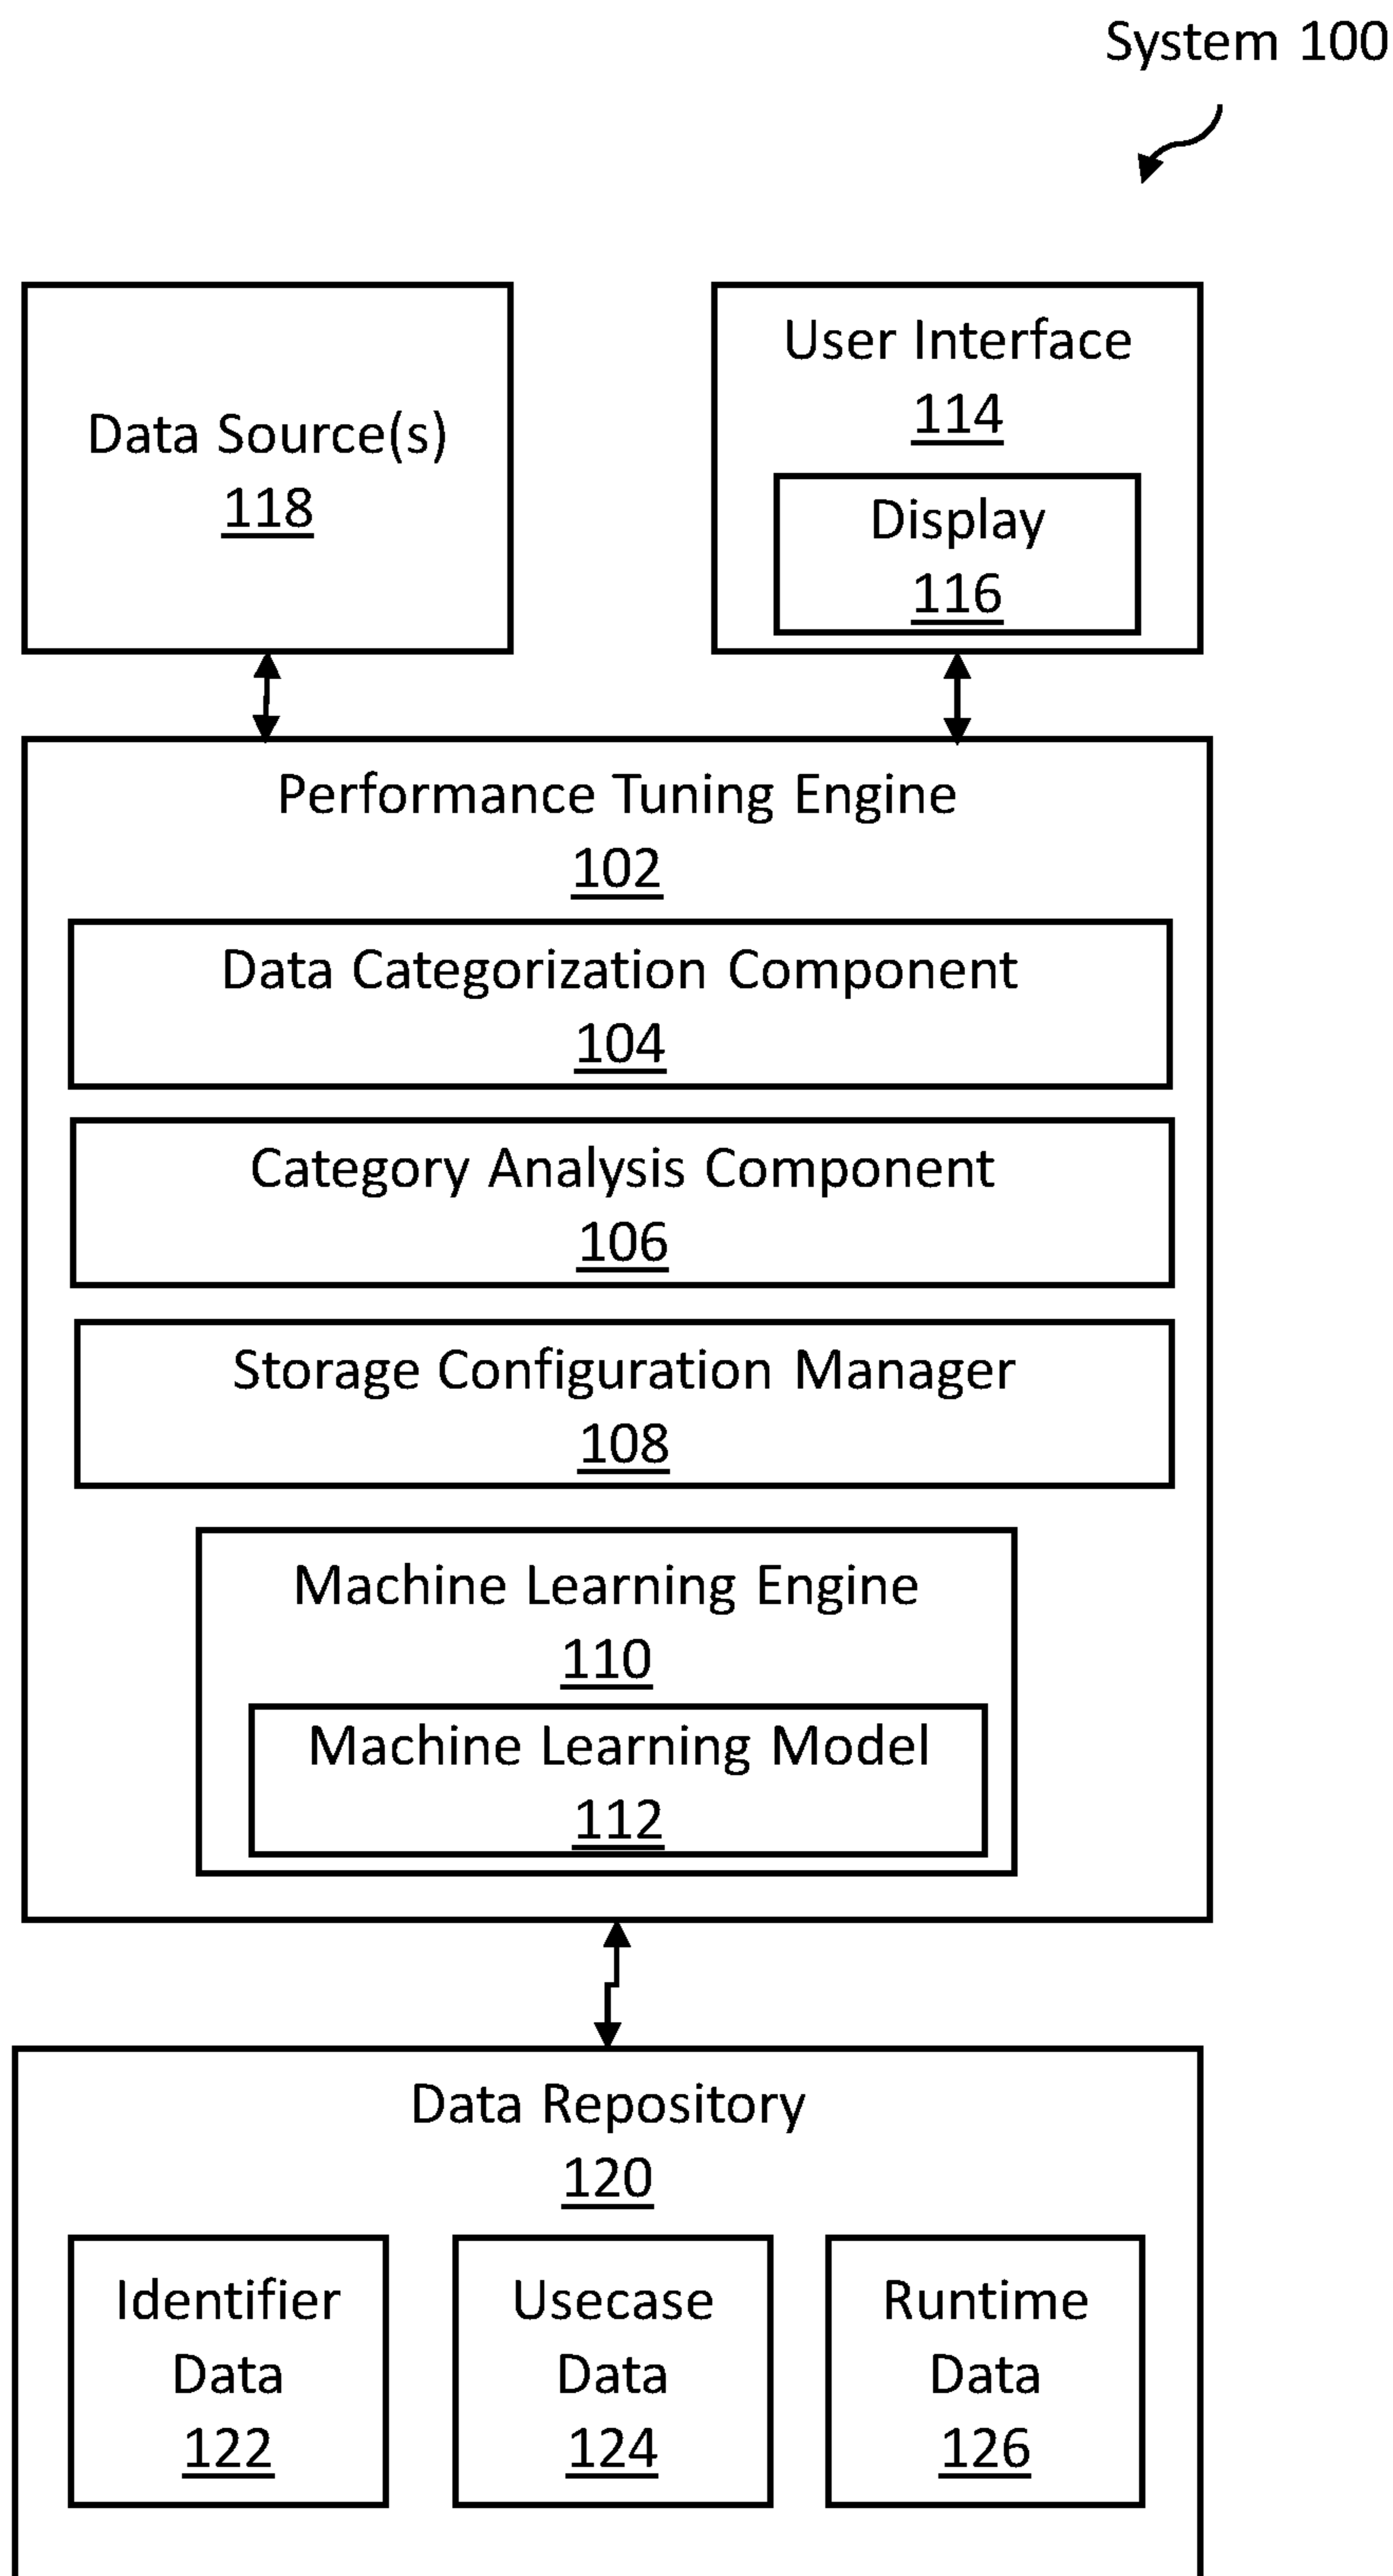 System 100
Data Source(s)
118
User Interface
114
Display
116
Performance Tuning Engine
102
Data Categorization Component
104
Category Analysis Component
106
Storage Configuration Manager
108
Machine Learning Engine
110
Machine Learning Model
112
Data Repository
120
Identifier
Data
122
Usecase
Data
124
Runtime
Data
126